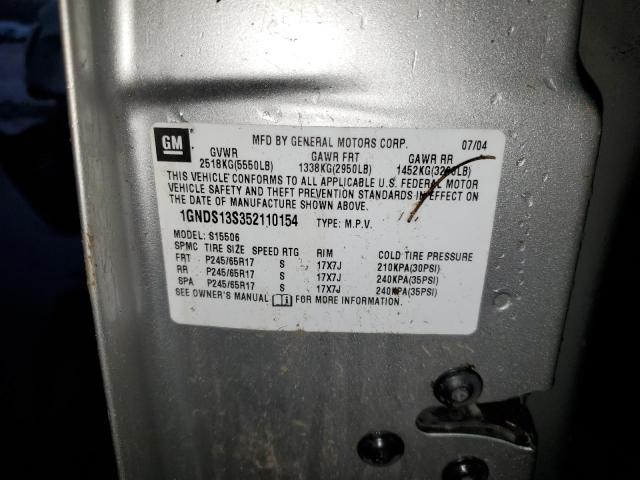 GM
MFD BY GENERAL MOTORS CORP. 07/04
GVWR GAWR FRT GAWR RR
2518KG(5550LB) 1338KG(2950LB) 1452KG(3200LB)
THIS VEHICLE CONFORMS TO ALL APPLICABLE U.S. FEDERAL MOTOR
VEHICLE SAFETY AND THEFT PREVENTION STANDARDS IN EFFECT ON
THE DATE OF MANUFACTURE SHOWN ABOVE.
1GNDS13S352110154 TYPE: M.P.V.
MODEL: S15506
SPMC TIRE SIZE SPEED RTG RIM COLD TIRE PRESSURE
FRT P245/65R17 S 17X7J 210KPA(30PSI)
RR P245/65R17 S 17X7J 240KPA(35PSI)
SPA P245/65R17 S 17X7J 240KPA(35PSI)
SEE OWNER'S MANUAL FOR MORE INFORMATION.